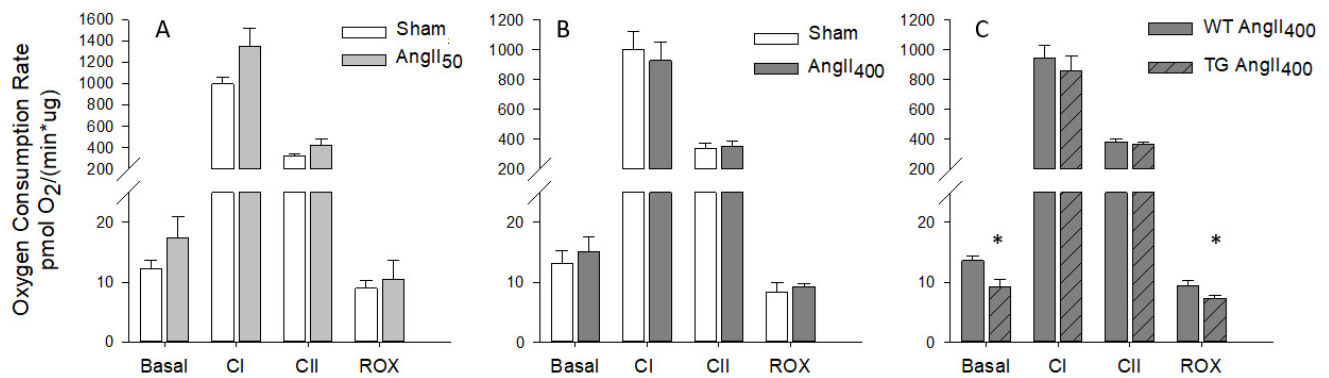 Oxygen Consumption Rate
pmol O2/(min*ug)
A
Sham
AngII50
1600
1400
1200
1000
800
600
400
200
20
10
0
Basal CI CII ROX
B
Sham
AngII400
1200
1000
800
600
400
200
20
10
0
Basal CI CII ROX
C
WT AngII400
TG AngII400
1200
1000
800
600
400
200
20
10
0
*
*
Basal CI CII ROX